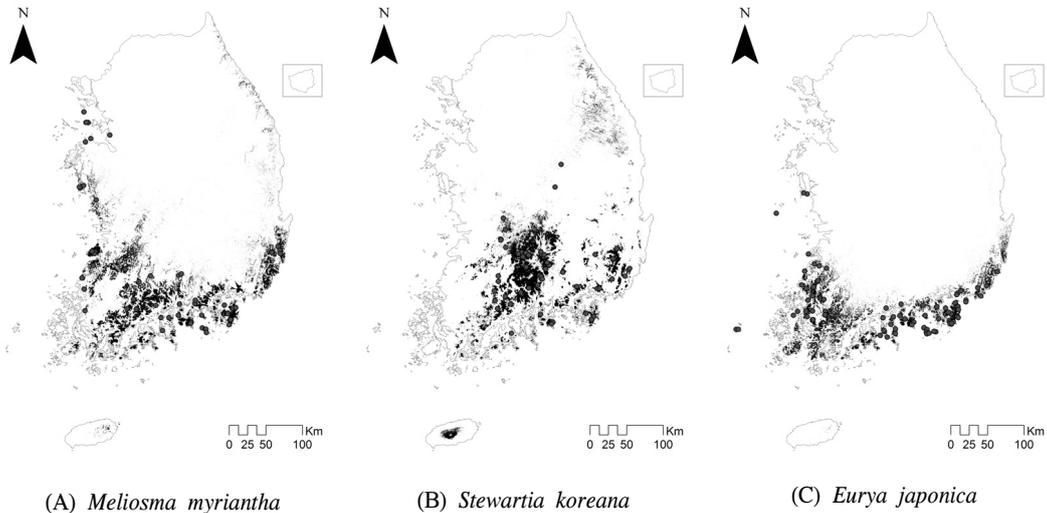 N
N
N
Km
0 25 50 100
Km
0 25 50 100
Km
0 25 50 100
(A) Meliosma myriantha
(B) Stewartia koreana
(C) Eurya japonica